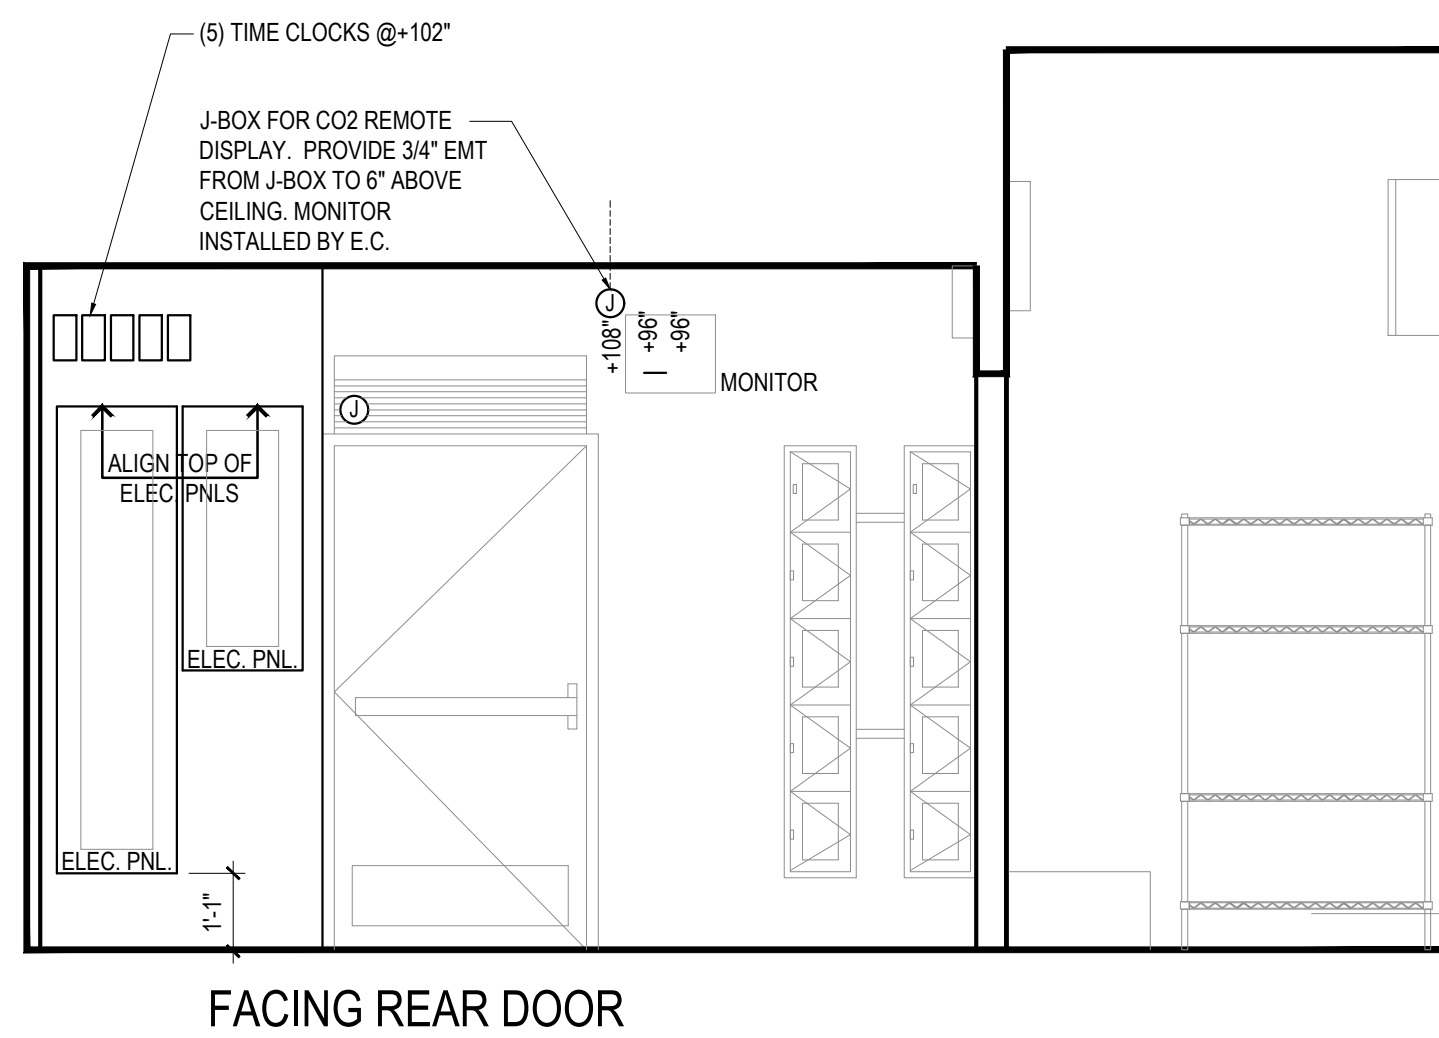 (5) TIME CLOCKS @+102"
J-BOX FOR CO2 REMOTE
DISPLAY.  PROVIDE 3/4" EMT
FROM J-BOX TO 6" ABOVE
CEILING. MONITOR
INSTALLED BY E.C.
J
+108"
+96"
+96"
MONITOR
J
ALIGN TOP OF
ELEC. PNLS
ELEC. PNL.
ELEC. PNL.
1'-1"
FACING REAR DOOR